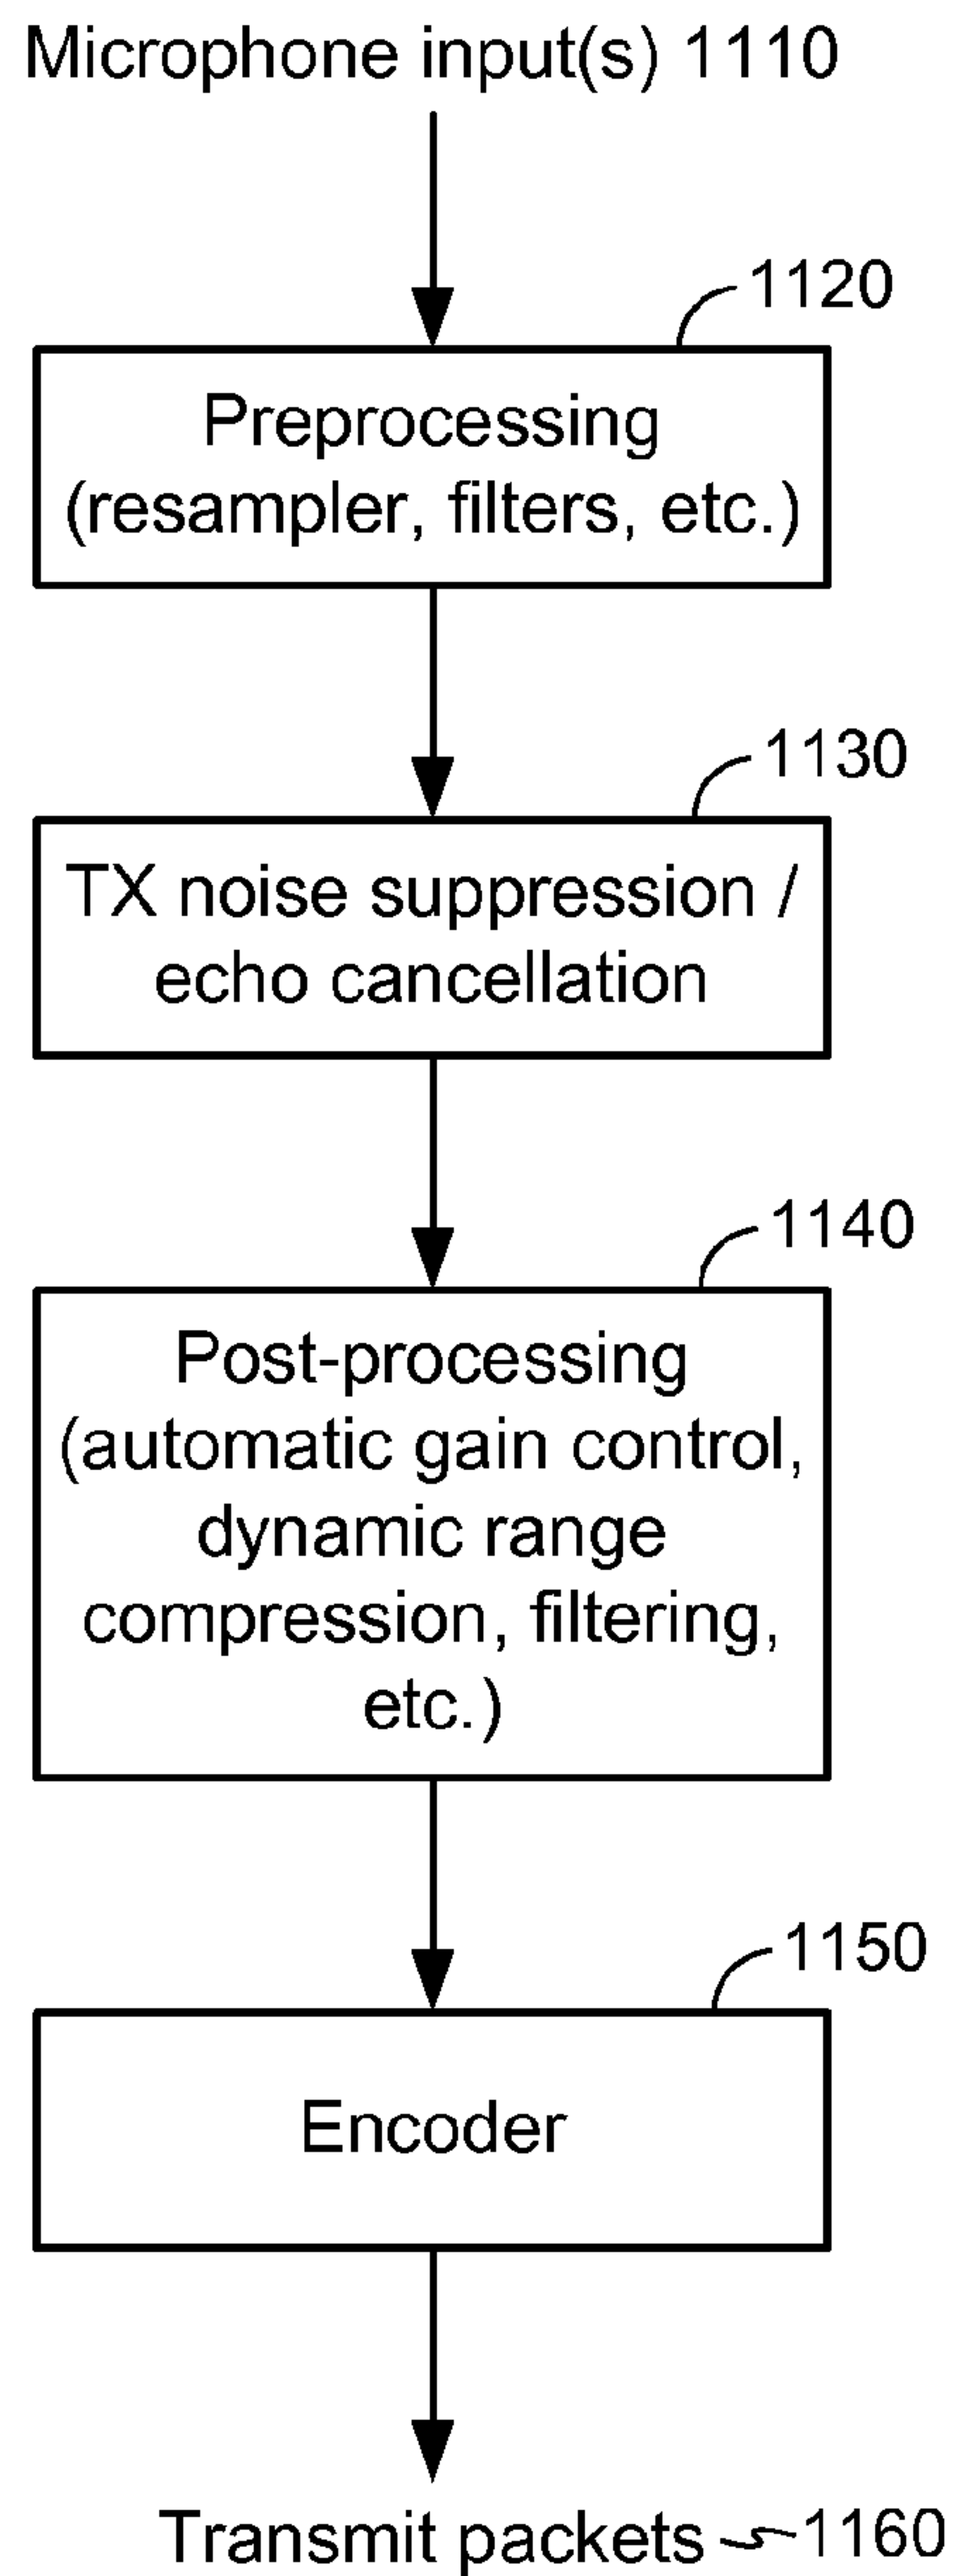 Microphone input(s) 1110
1120
Preprocessing
(resampler, filters, etc.)
1130
TX noise suppression /
echo cancellation
1140
Post-processing
(automatic gain control,
dynamic range
compression, filtering,
etc.)
1150
Encoder
Transmit packets 1160